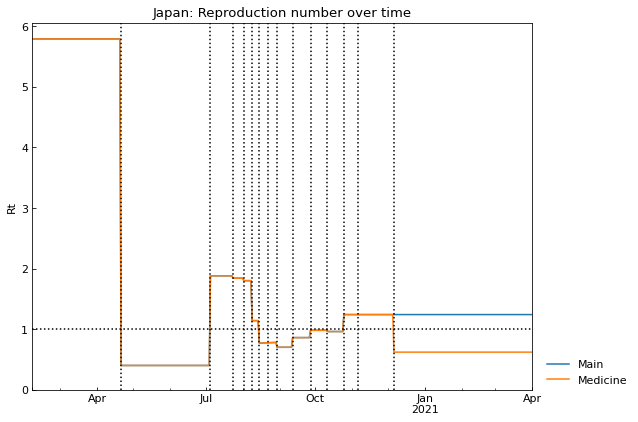 Japan: Reproduction number over time
Rt
6
5
4
3
2
1
0
Apr
Jul
Oct
Jan
2021
Apr
Main
Medicine